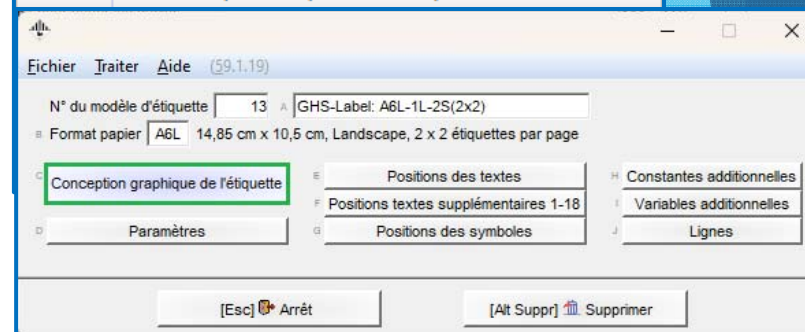 Fichier Traiter Aide (59.1.19)
N° du modèle d'étiquette 13 A GHS-Label: A6L-1L-2S(2x2)
B Format papier A6L 14,85 cm x 10,5 cm, Landscape, 2 x 2 étiquettes par page
C Conception graphique de l'étiquette E Positions des textes H Constantes additionnelles
F Positions textes supplémentaires 1-18 I Variables additionnelles
D Paramètres G Positions des symboles J Lignes
[Esc] Arrêt [Alt Suppr] Supprimer